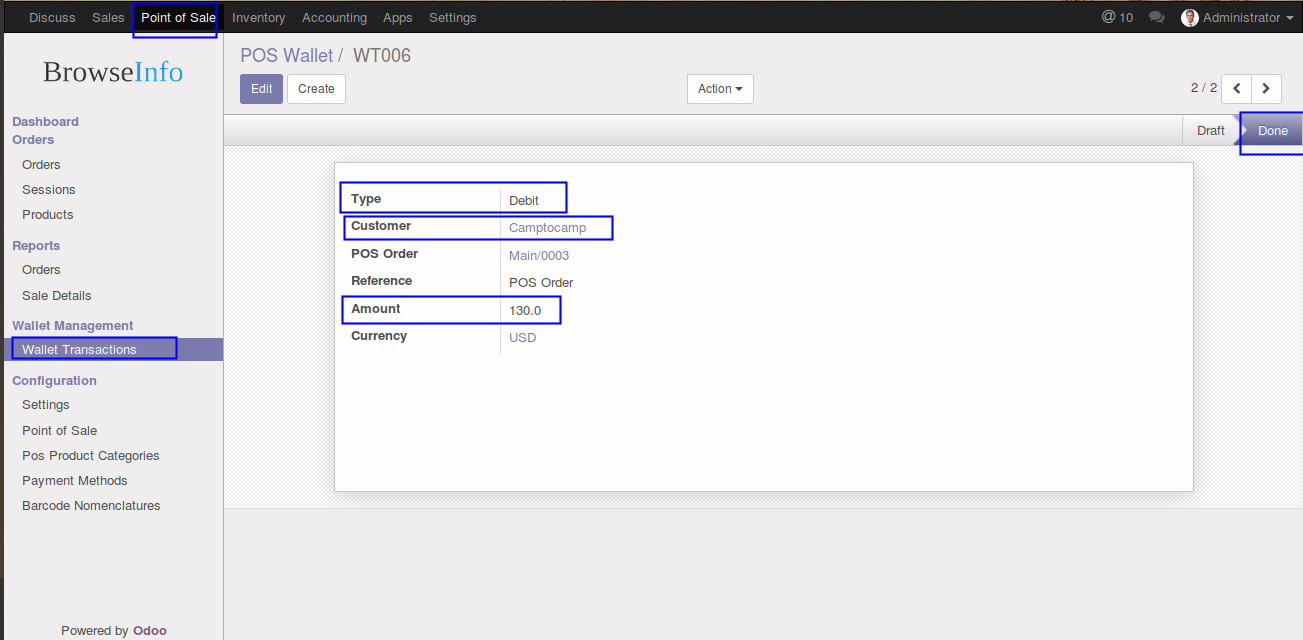 Discuss Sales Point of Sale Inventory Accounting Apps Settings @ 10 Administrator
BrowseInfo
Dashboard
Orders
Orders
Sessions
Products
Reports
Orders
Sale Details
Wallet Management
Wallet Transactions
Configuration
Settings
Point of Sale
Pos Product Categories
Payment Methods
Barcode Nomenclatures
Powered by Odoo
POS Wallet / WT006
Edit Create Action 2 / 2
Draft Done
Type Debit
Customer Camptocamp
POS Order Main/0003
Reference POS Order
Amount 130.0
Currency USD